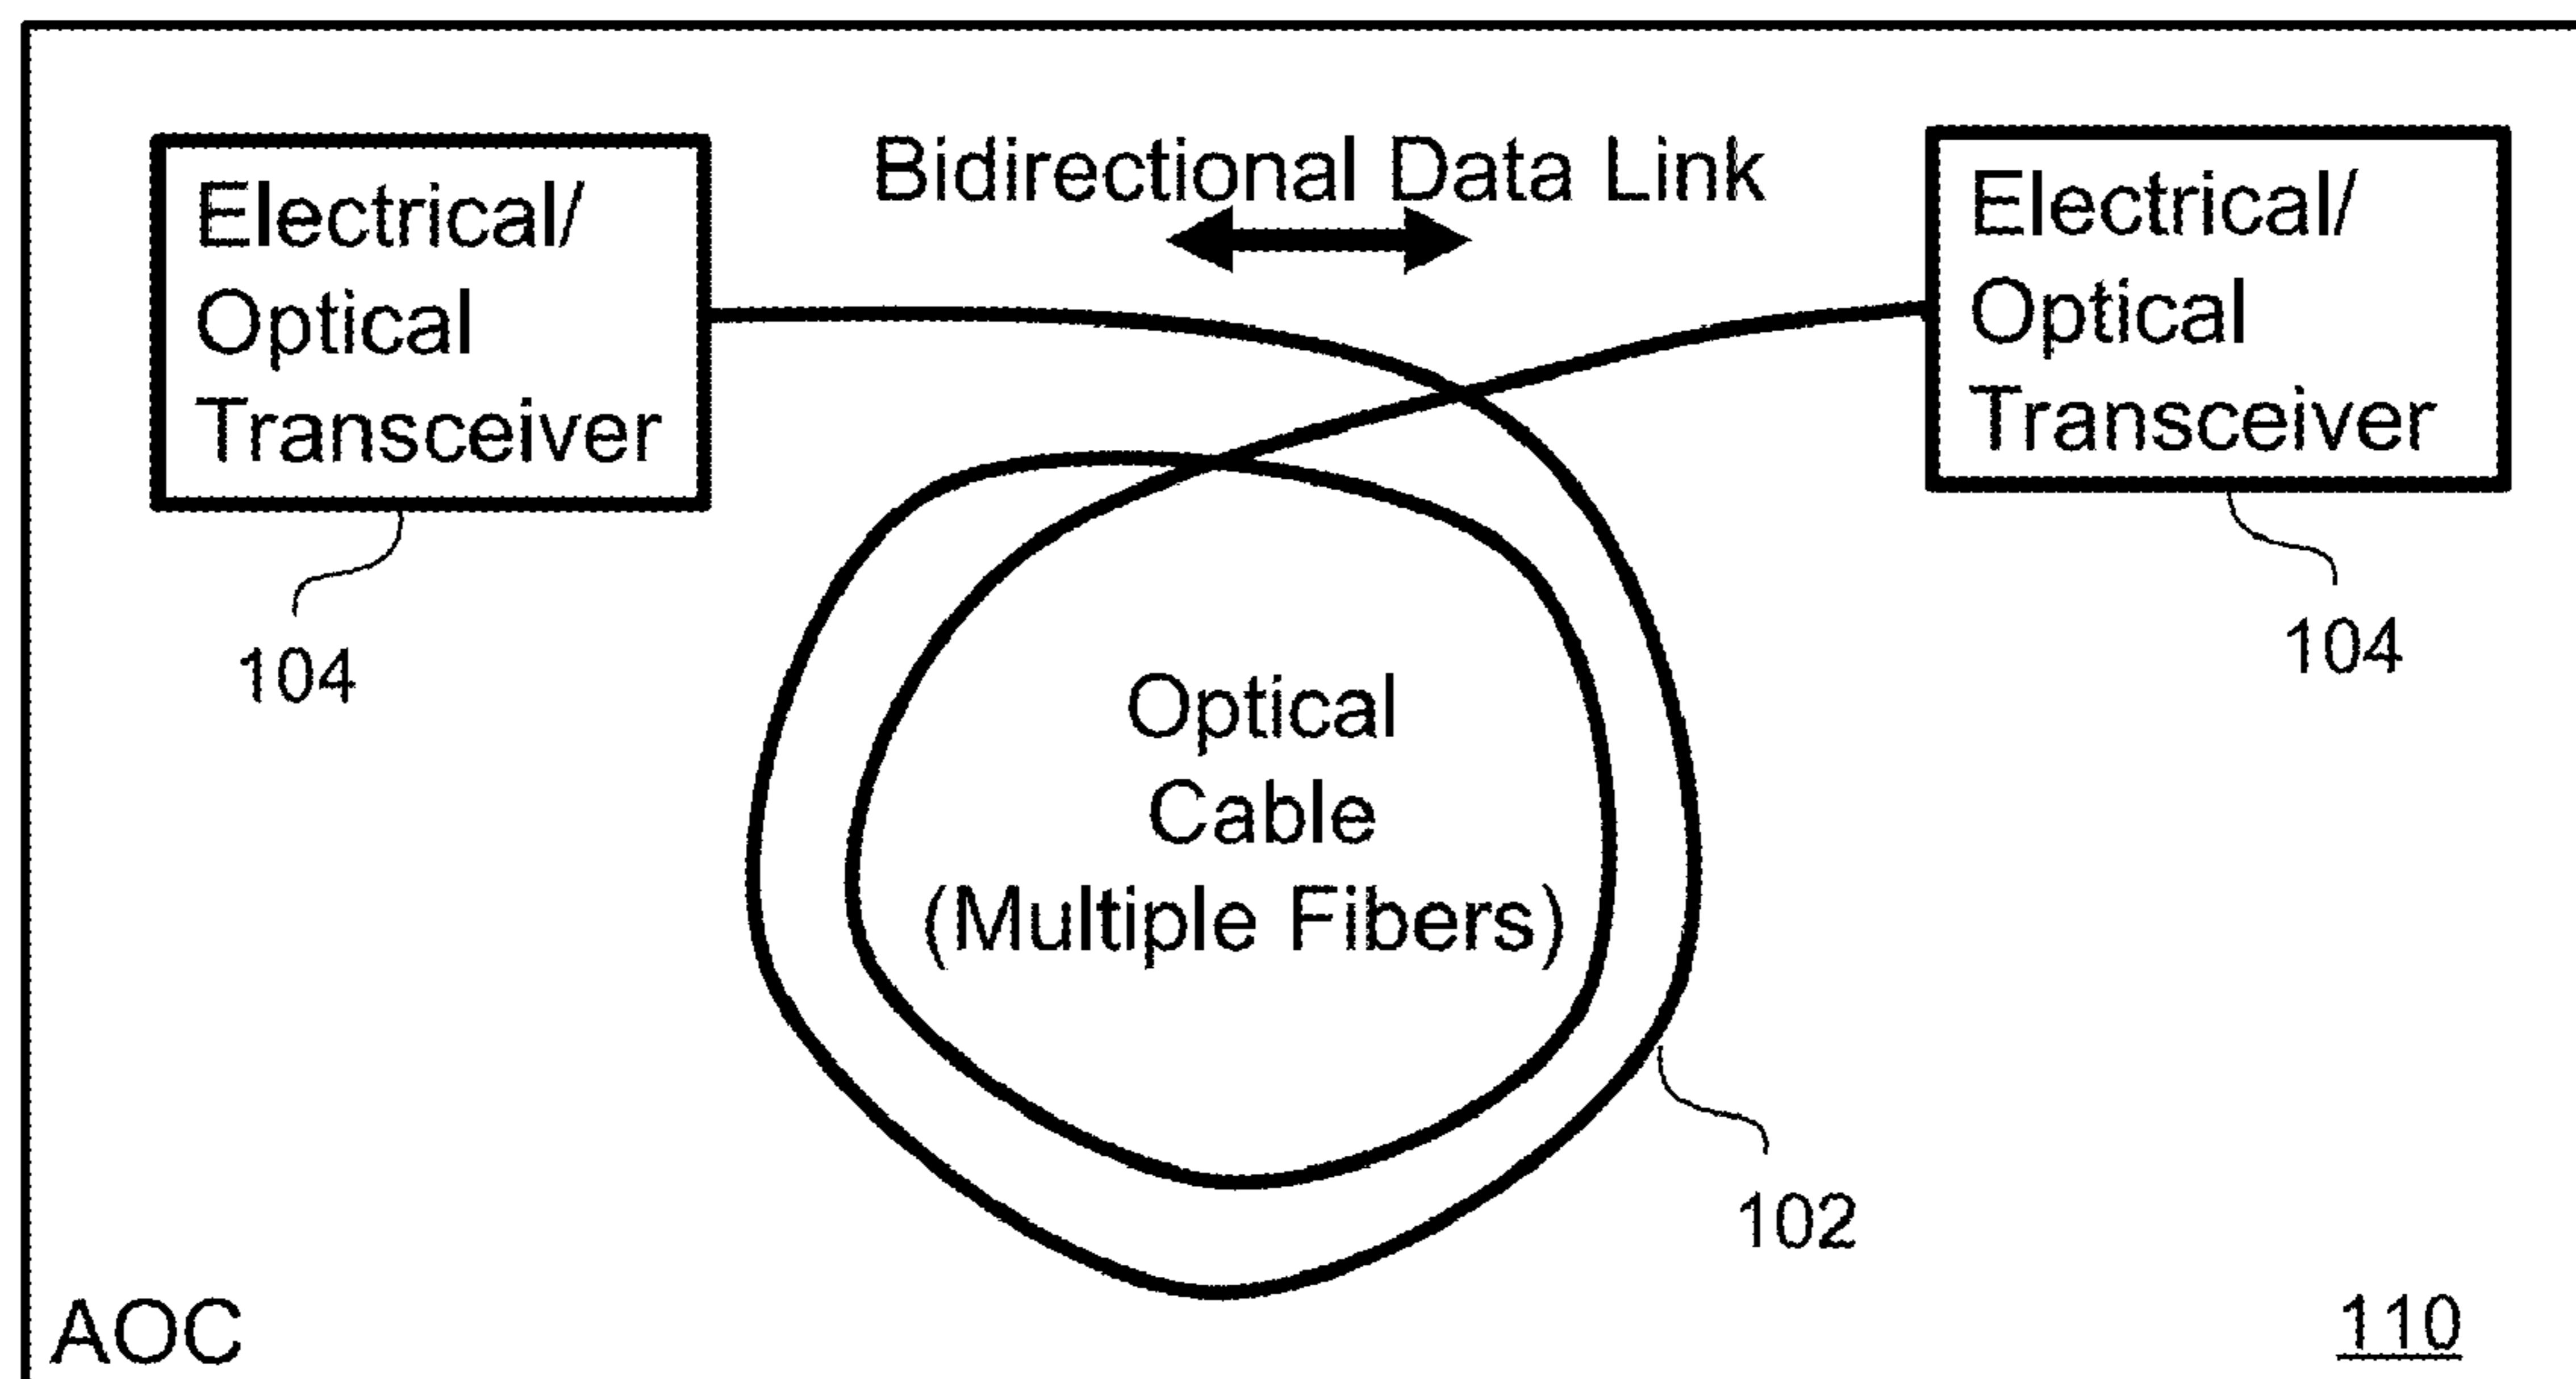 Bidirectional Data Link
Electrical/
Optical
Transceiver
Electrical/
Optical
Transceiver
104
104
Optical
Cable
(Multiple Fibers)
102
AOC
110